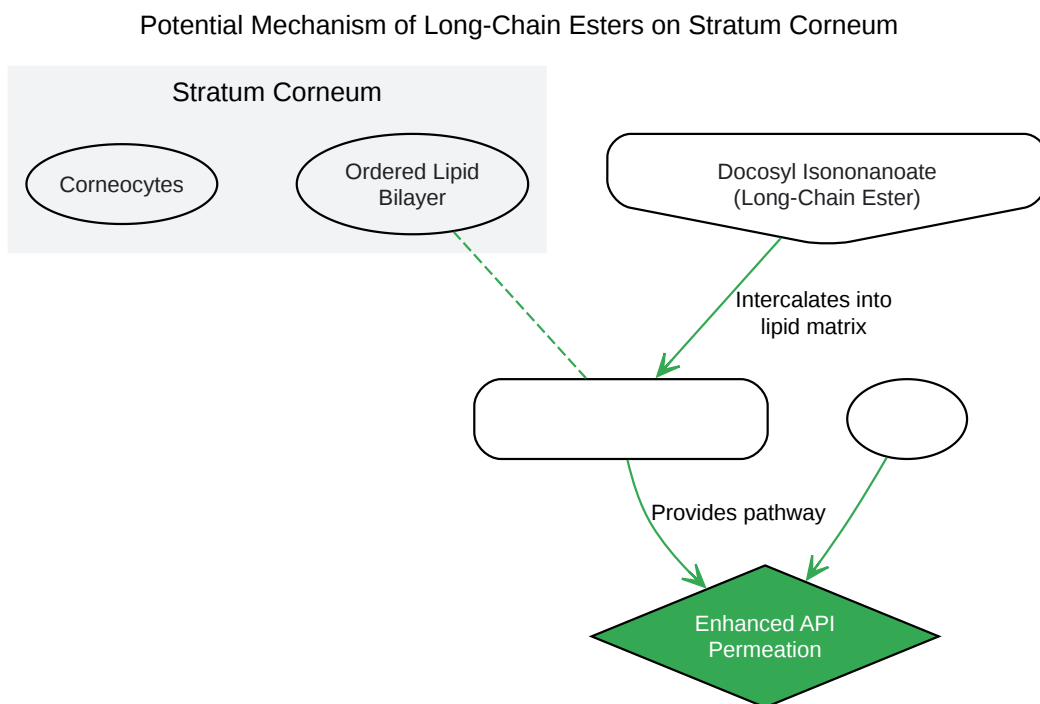 Potential Mechanism of Long-Chain Esters on Stratum Corneum
Stratum Corneum
Corneocytes
Ordered Lipid
Bilayer
Docosyl Isononanoate
(Long-Chain Ester)
Intercalates into
lipid matrix
Provides pathway
Enhanced API
Permeation